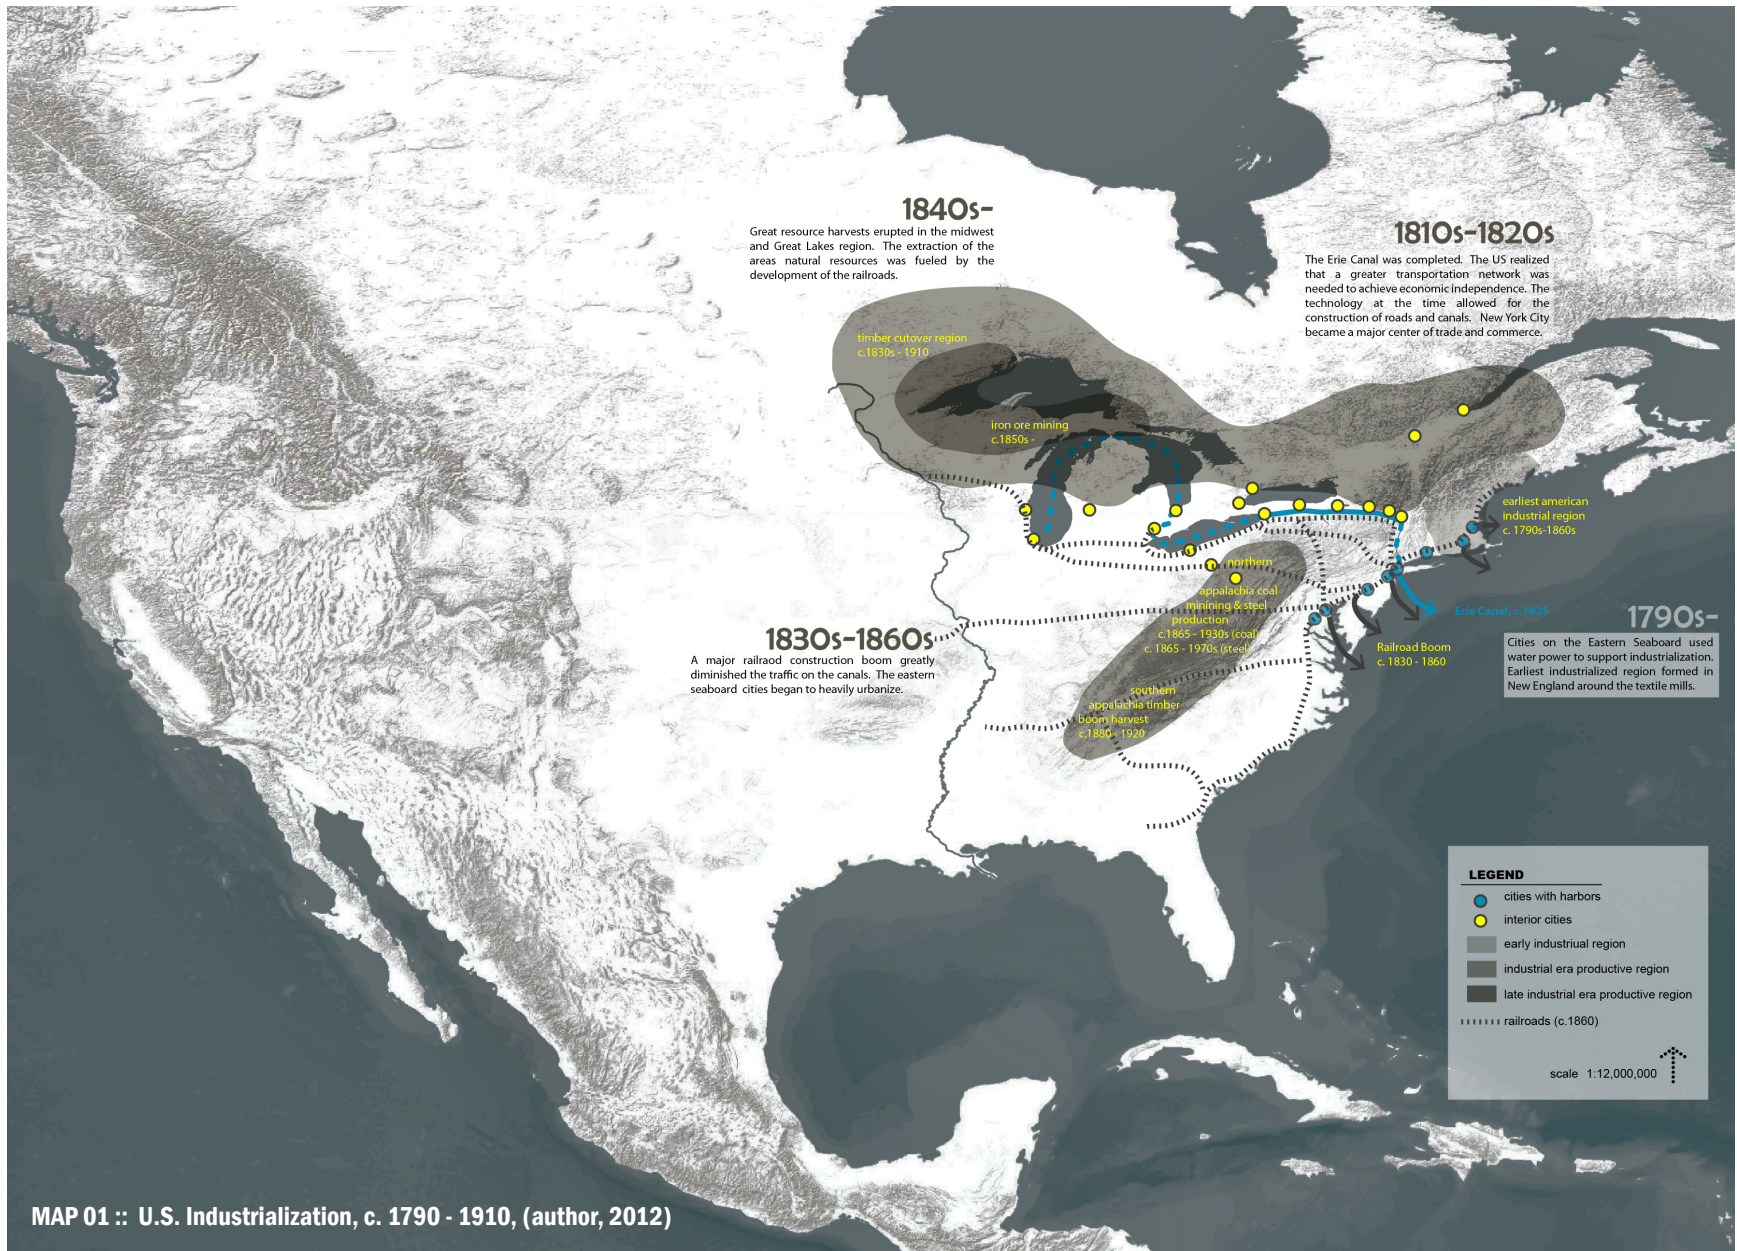 1840s-
Great resource harvests erupted in the midwest
and Great Lakes region. The extraction of the
areas natural resources was fueled by the
development of the railroads.
1810s-1820s
The Erie Canal was completed. The US realized
that a greater transportation network was
needed to achieve economic independence. The
technology at the time allowed for the
construction of roads and canals. New York City
became a major center of trade and commerce.
timber cutover region
c.1830s - 1910
iron ore mining
c.1850s -
earliest american
industrial region
c. 1790s-1860s
northern
appalachia coal
minining & steel
production
c.1865 - 1930s (coal)
c. 1865 - 1970s (steel)
Erie Canal, c.1825
1790s-
Cities on the Eastern Seaboard used
water power to support industrialization.
Earliest industrialized region formed in
New England around the textile mills.
1830s-1860s
A major railraod construction boom greatly
diminished the traffic on the canals. The eastern
seaboard cities began to heavily urbanize.
Railroad Boom
c. 1830 - 1860
southern
appalachia timber
boom harvest
c.1880 - 1920
LEGEND
cities with harbors
interior cities
early industriual region
industrial era productive region
late industrial era productive region
railroads (c.1860)
scale 1:12,000,000
MAP 01 :: U.S. Industrialization, c. 1790 - 1910, (author, 2012)